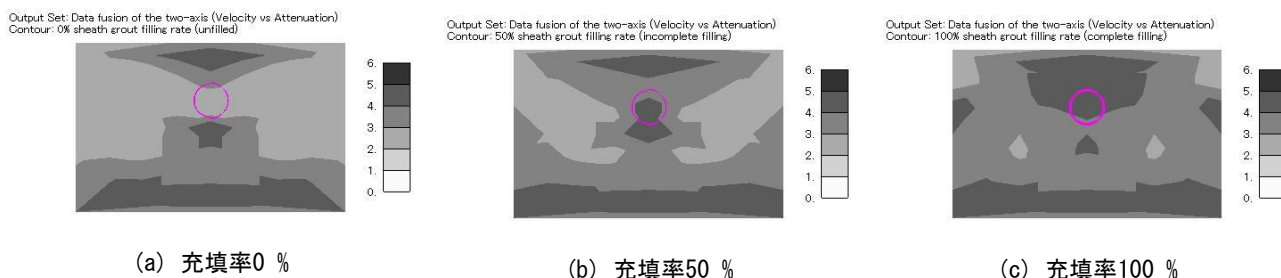 Output Set: Data fusion of the two-axis (Velocity vs Attenuation)
Contour: 0% sheath grout filling rate (unfilled)
6.
5.
4.
3.
2.
1.
0.
(a) 充填率0 %
Output Set: Data fusion of the two-axis (Velocity vs Attenuation)
Contour: 50% sheath grout filling rate (incomplete filling)
6.
5.
4.
3.
2.
1.
0.
(b) 充填率50 %
Output Set: Data fusion of the two-axis (Velocity vs Attenuation)
Contour: 100% sheath grout filling rate (complete filling)
6.
5.
4.
3.
2.
1.
0.
(c) 充填率100 %